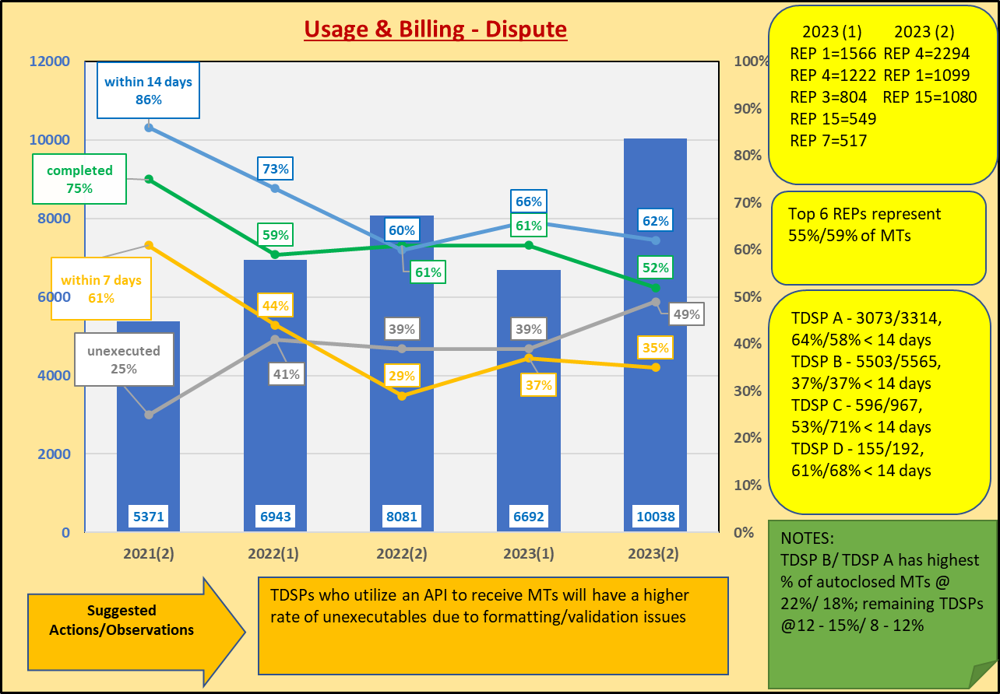 Usage & Billing - Dispute
12000
10000
8000
6000
4000
2000
0
100%
90%
80%
70%
60%
50%
40%
30%
20%
10%
0%
within 14 days
86%
73%
60%
66%
62%
completed
75%
59%
61%
61%
52%
within 7 days
61%
44%
29%
37%
35%
unexecuted
25%
41%
39%
39%
49%
5371
6943
8081
6692
10038
2021(2)
2022(1)
2022(2)
2023(1)
2023(2)
2023 (1) 2023 (2)
REP 1=1566 REP 4=2294
REP 4=1222 REP 1=1099
REP 3=804 REP 15=1080
REP 15=549
REP 7=517
Top 6 REPs represent
55%/59% of MTs
TDSP A - 3073/3314,
64%/58% < 14 days
TDSP B - 5503/5565,
37%/37% < 14 days
TDSP C - 596/967,
53%/71% < 14 days
TDSP D - 155/192,
61%/68% < 14 days
NOTES:
TDSP B/ TDSP A has highest
% of autoclosed MTs @
22%/ 18%; remaining TDSPs
@12 - 15%/ 8 - 12%
Suggested
Actions/Observations
TDSPs who utilize an API to receive MTs will have a higher
rate of unexecutables due to formatting/validation issues